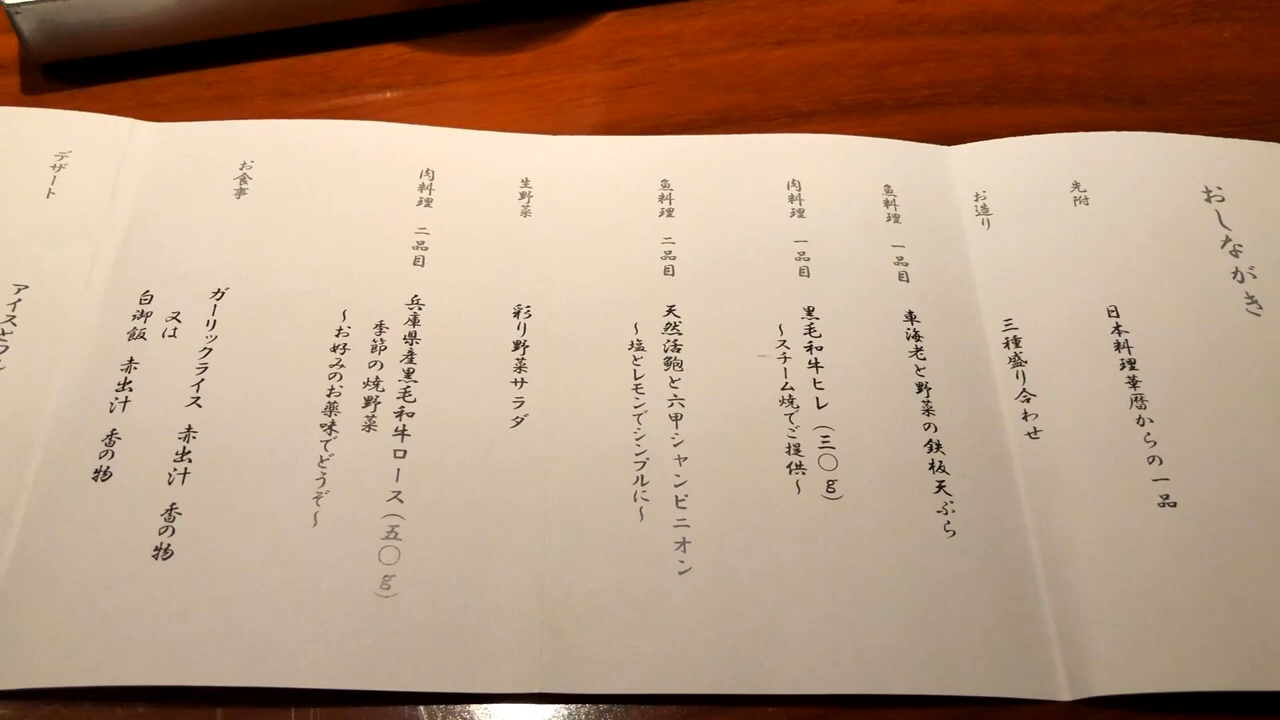 おしながき
先附
日本料理華暦からの一品
お造り
三種盛り合わせ
魚料理 一品目
車海老と野菜の鉄板天ぷら
肉料理 一品目
黒毛和牛ヒレ(三〇g)
~スチーム焼でご提供~
魚料理 二品目
天然活鮑と六甲シャンピニオン
~塩とレモンでシンプルに~
生野菜
彩り野菜サラダ
肉料理 二品目
兵庫県産黒毛和牛ロース(五〇g)
季節の焼野菜
~お好みのお薬味でどうぞ~
お食事
ガーリックライス 赤出汁 香の物
又は
白御飯 赤出汁 香の物
デザート